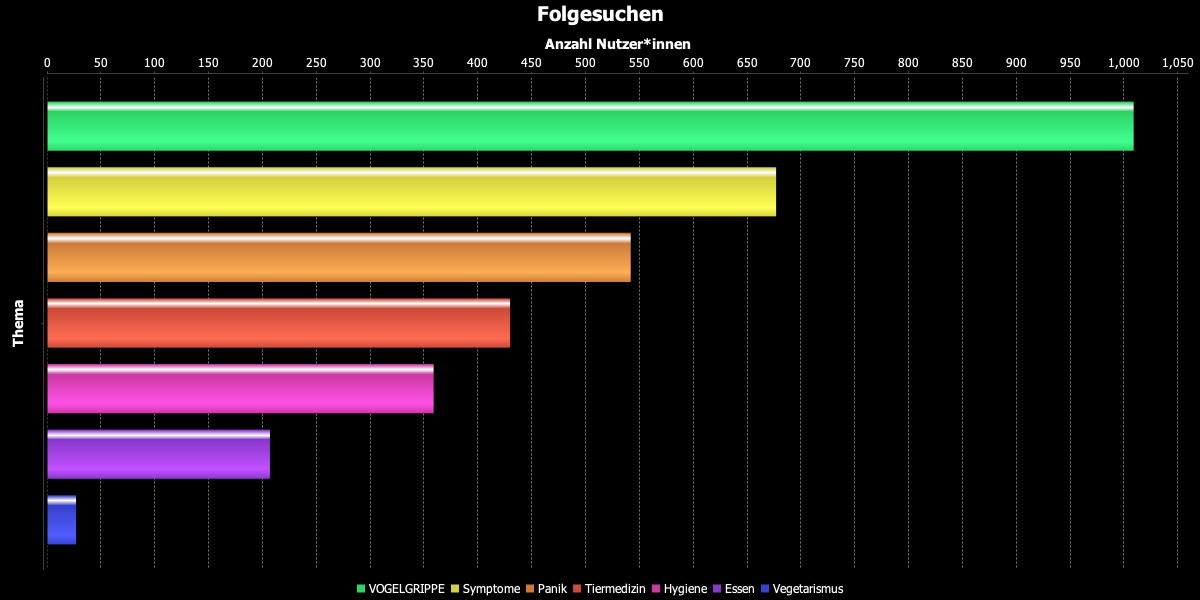 Folgesuchen
Anzahl Nutzer*innen
0 50 100 150 200 250 300 350 400 450 500 550 600 650 700 750 800 850 900 950 1,000 1,050
Thema
VOGELGRIPPE Symptome Panik Tiermedizin Hygiene Essen Vegetarismus